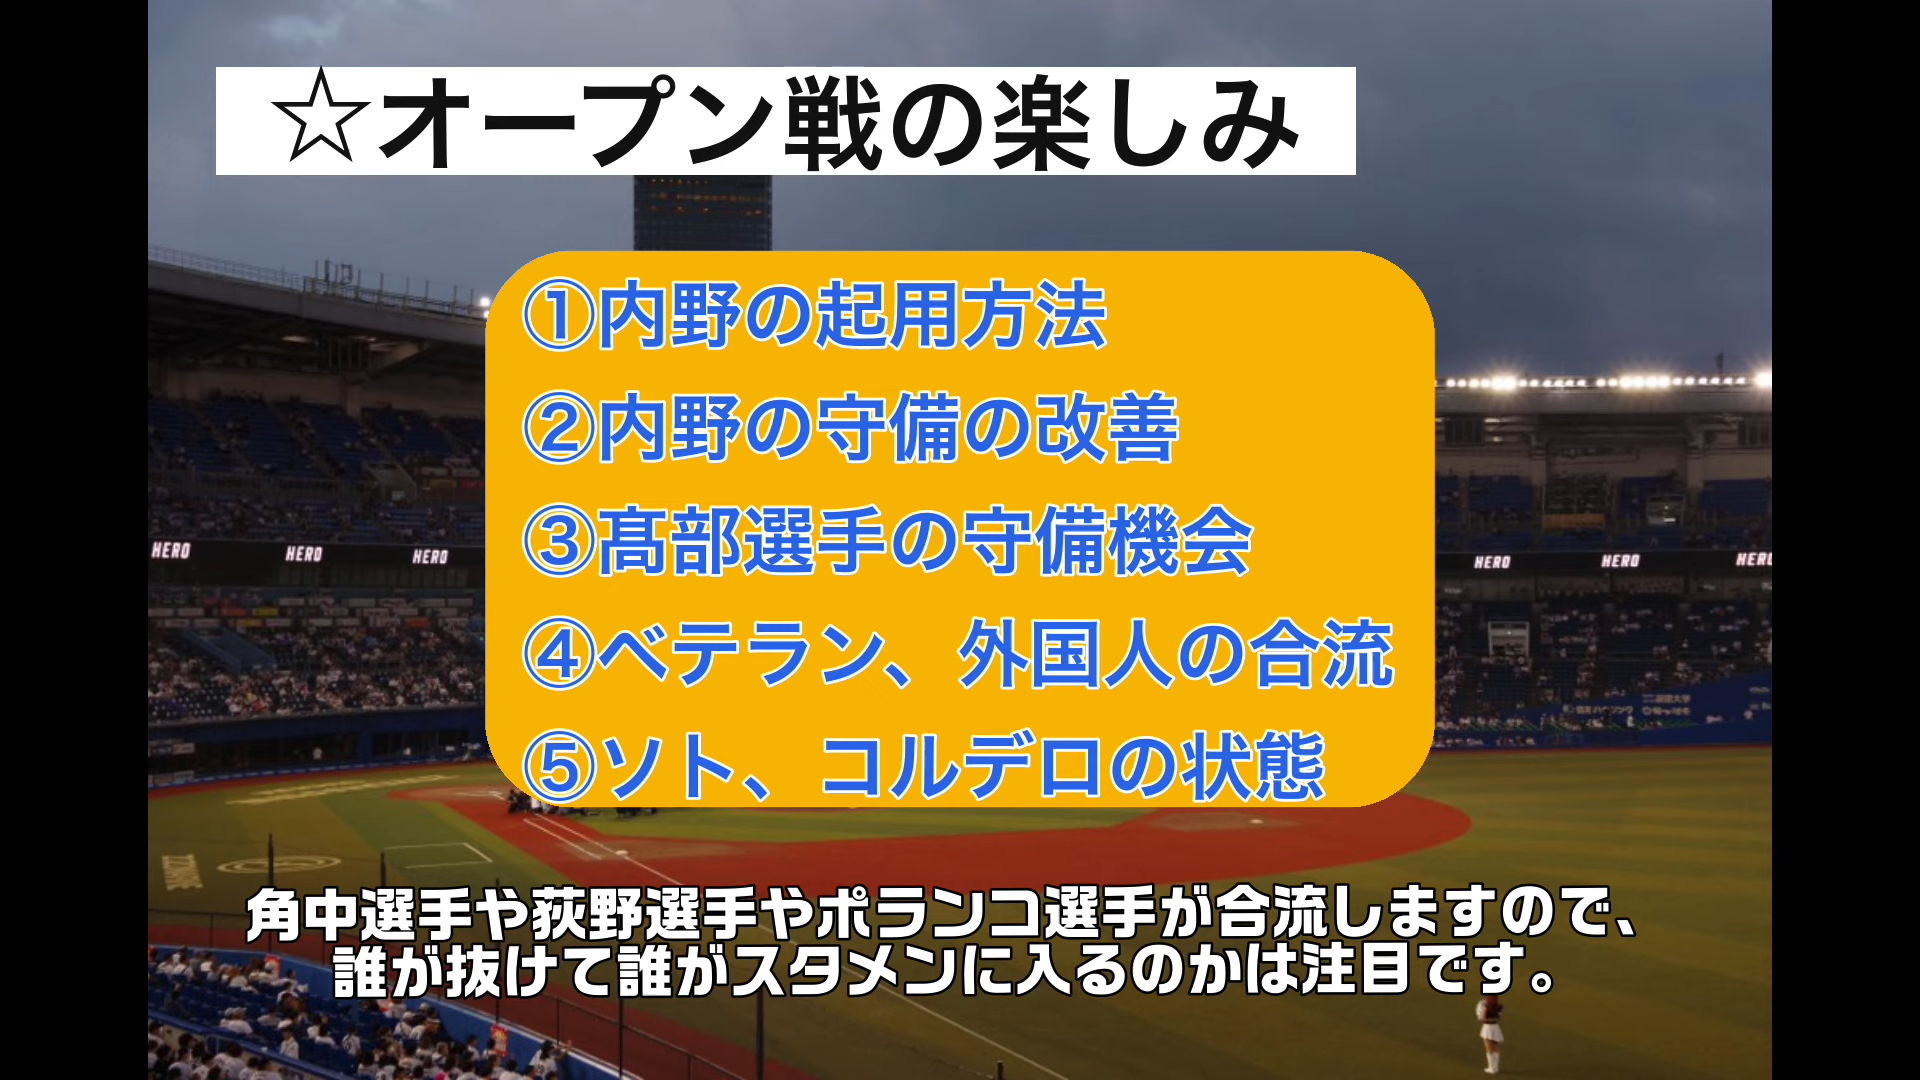 ☆オープン戦の楽しみ
①内野の起用方法
②内野の守備の改善
③髙部選手の守備機会
④ベテラン、外国人の合流
⑤ソト、コルデロの状態
HERO
HERO
HERO
HERO
HERO
HERO
角中選手や荻野選手やポランコ選手が合流しますので、
誰が抜けて誰がスタメンに入るのかは注目です。